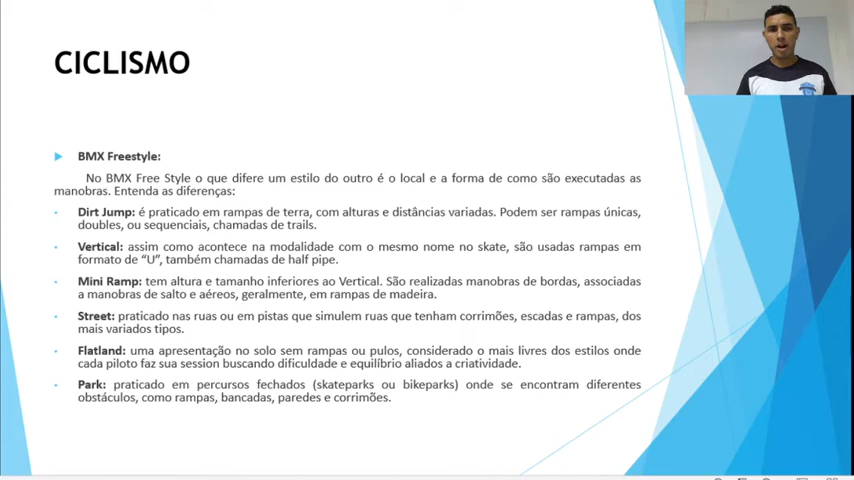 CICLISMO
BMX Freestyle:
No BMX Free Style o que difere um estilo do outro é o local e a forma de como são executadas as
manobras. Entenda as diferenças:
Dirt Jump: é praticado em rampas de terra, com alturas e distâncias variadas. Podem ser rampas únicas,
doubles, ou sequenciais, chamadas de trails.
Vertical: assim como acontece na modalidade com o mesmo nome no skate, são usadas rampas em
formato de “U”, também chamadas de half pipe.
Mini Ramp: tem altura e tamanho inferiores ao Vertical. São realizadas manobras de bordas, associadas
a manobras de salto e aéreos, geralmente, em rampas de madeira.
Street: praticado nas ruas ou em pistas que simulem ruas que tenham corrimões, escadas e rampas, dos
mais variados tipos.
Flatland: uma apresentação no solo sem rampas ou pulos, considerado o mais livres dos estilos onde
cada piloto faz sua session buscando dificuldade e equilíbrio aliados a criatividade.
Park: praticado em percursos fechados (skateparks ou bikeparks) onde se encontram diferentes
obstáculos, como rampas, bancadas, paredes e corrimões.